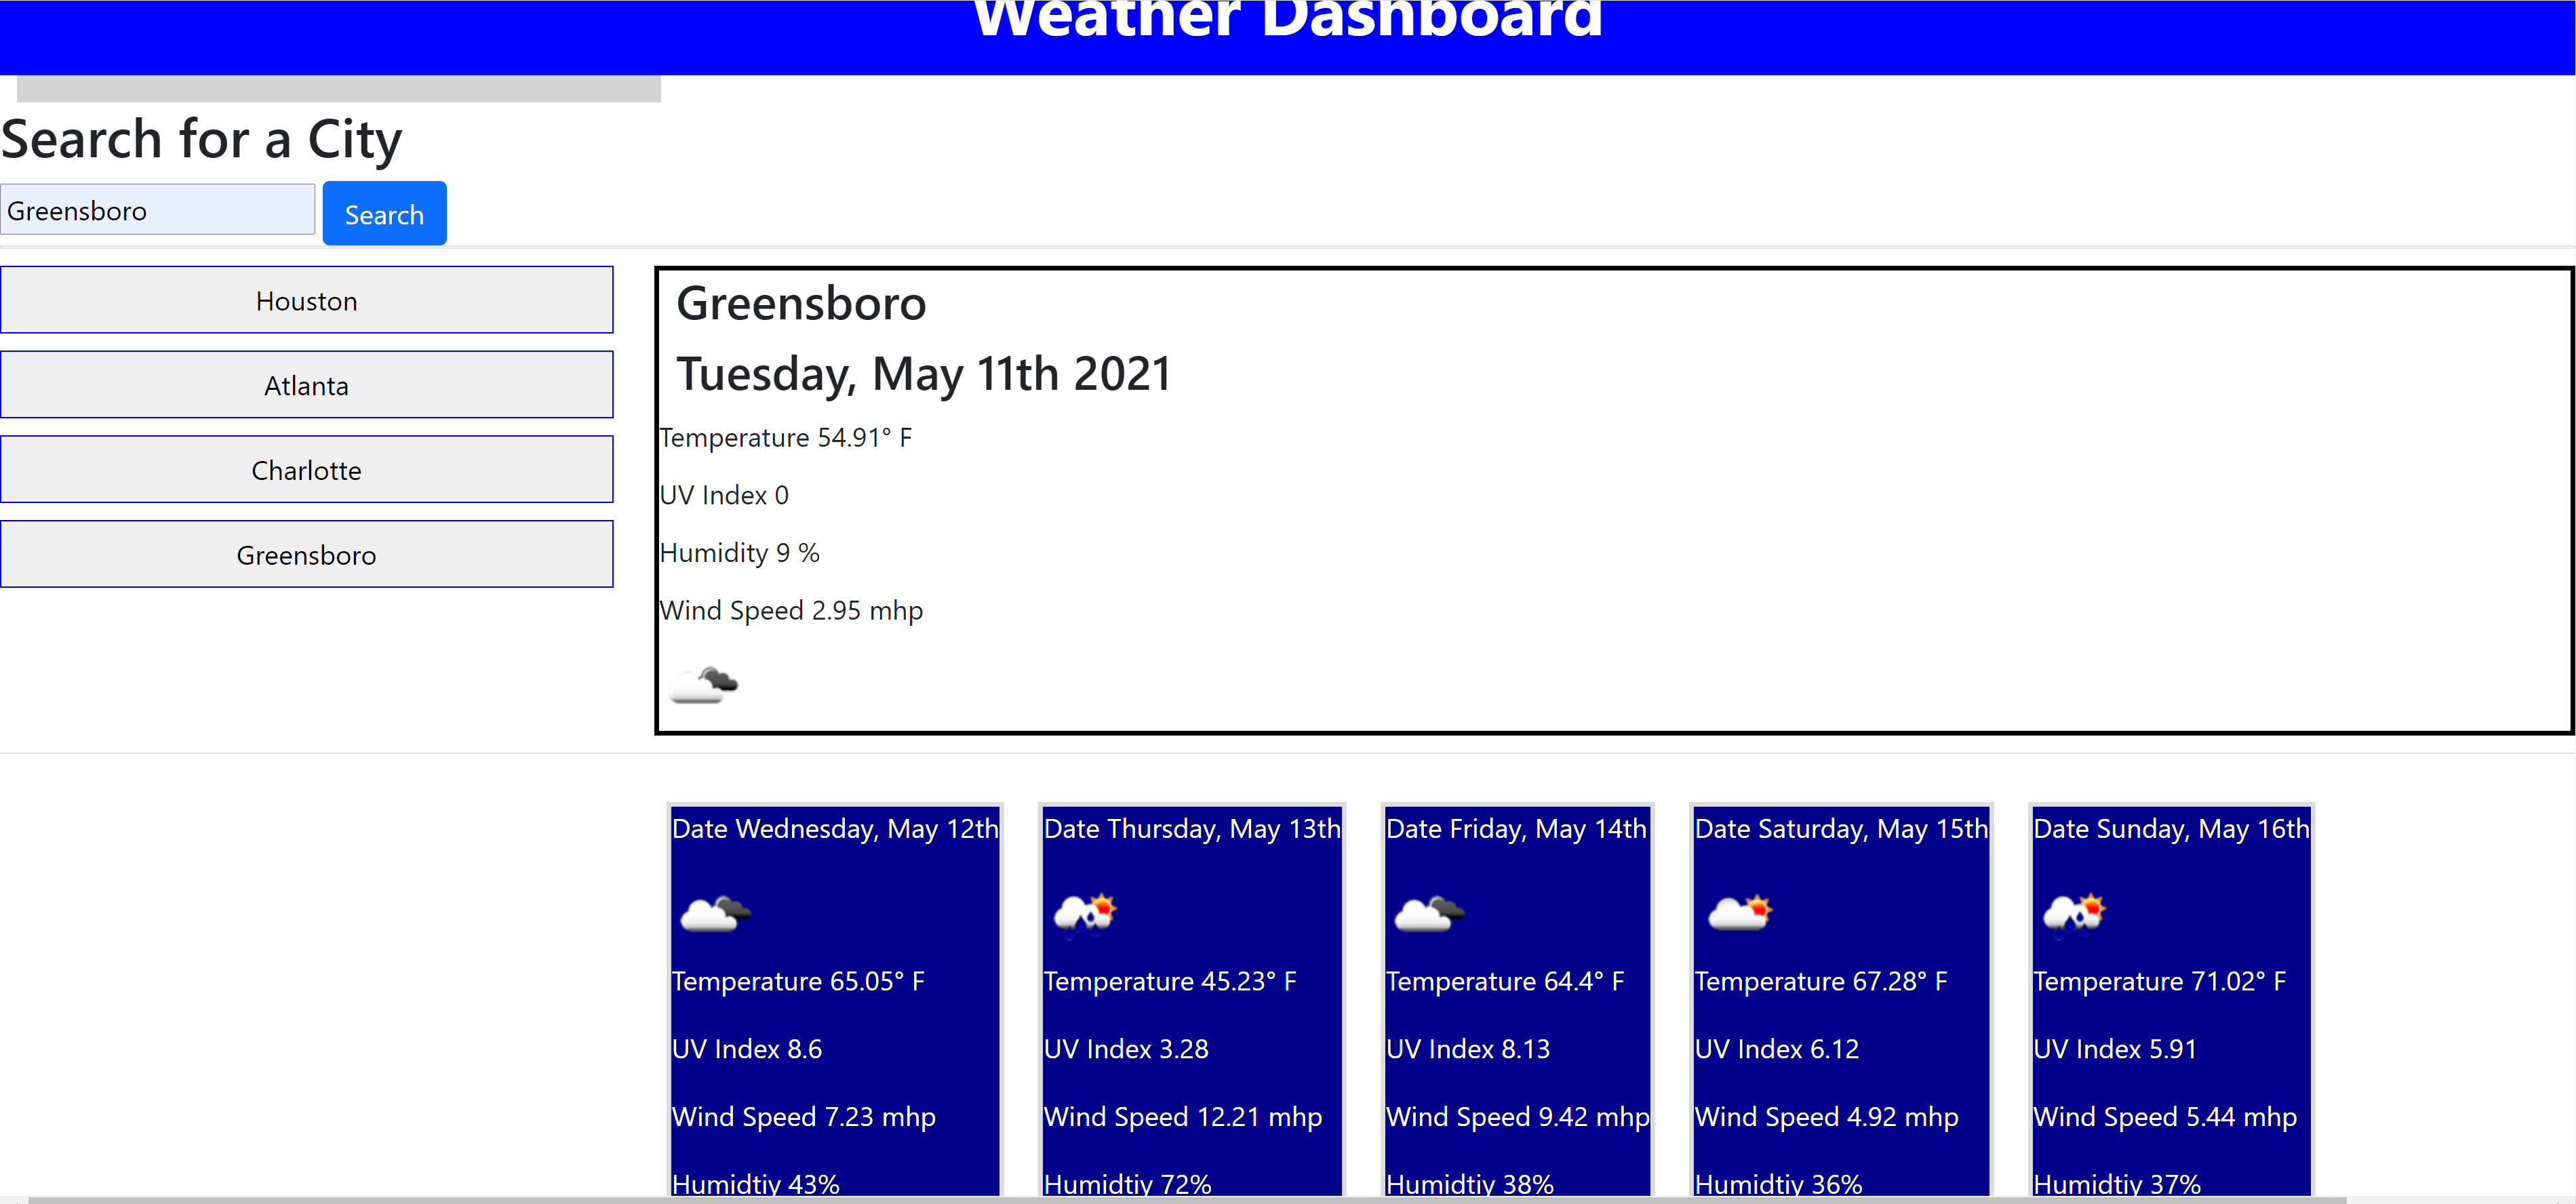 Weather Dashboard
Search for a City
Greensboro
Search
Houston
Atlanta
Charlotte
Greensboro
Greensboro
Tuesday, May 11th 2021
Temperature 54.91° F
UV Index 0
Humidity 9 %
Wind Speed 2.95 mhp
Date Wednesday, May 12th
Temperature 65.05° F
UV Index 8.6
Wind Speed 7.23 mhp
Humidtiy 43%
Date Thursday, May 13th
Temperature 45.23° F
UV Index 3.28
Wind Speed 12.21 mhp
Humidtiy 72%
Date Friday, May 14th
Temperature 64.4° F
UV Index 8.13
Wind Speed 9.42 mhp
Humidtiy 38%
Date Saturday, May 15th
Temperature 67.28° F
UV Index 6.12
Wind Speed 4.92 mhp
Humidtiy 36%
Date Sunday, May 16th
Temperature 71.02° F
UV Index 5.91
Wind Speed 5.44 mhp
Humidtiy 37%